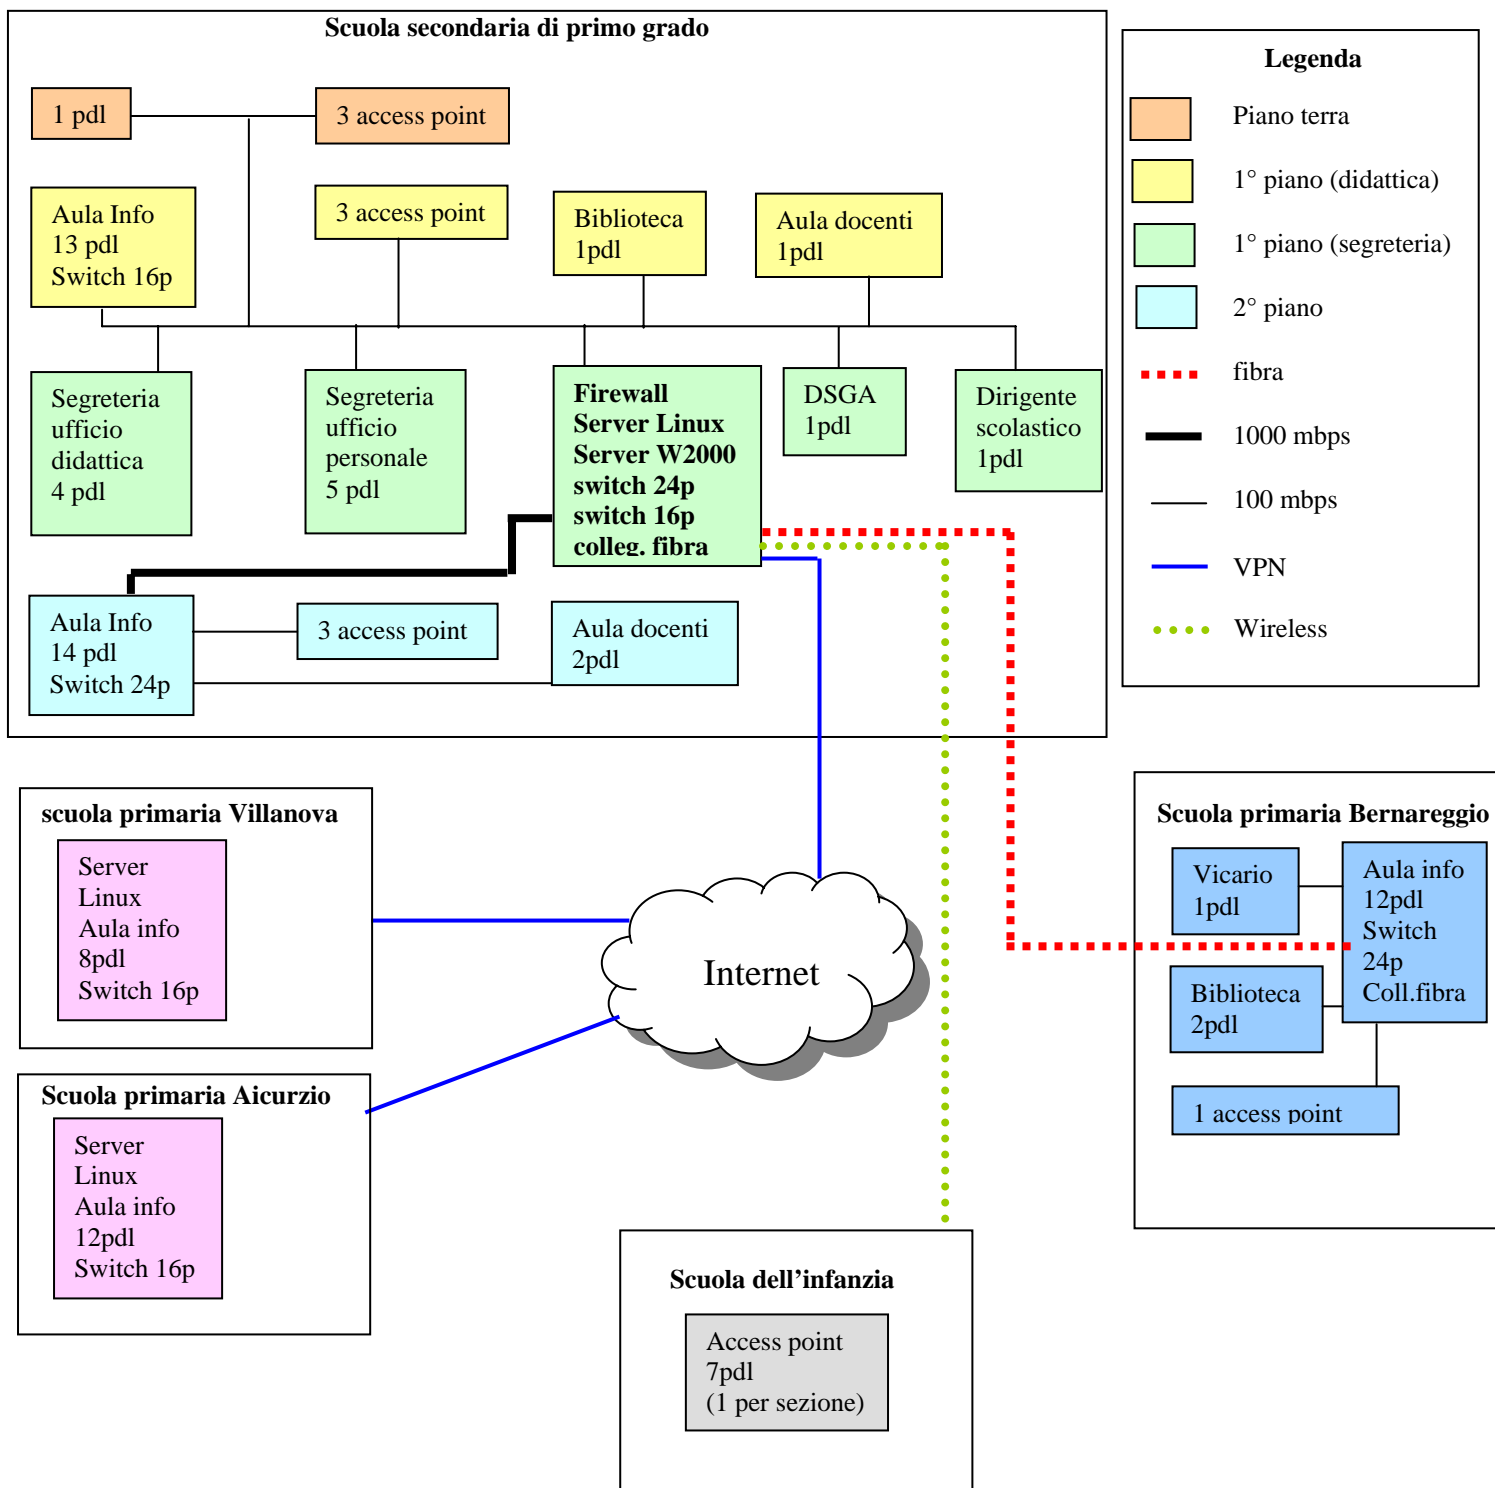 Scuola secondaria di primo grado
1 pdl
3 access point
Aula Info
13 pdl
Switch 16p
3 access point
Biblioteca
1pdl
Aula docenti
1pdl
Segreteria
ufficio
didattica
4 pdl
Segreteria
ufficio
personale
5 pdl
Firewall
Server Linux
Server W2000
switch 24p
switch 16p
colleg. fibra
DSGA
1pdl
Dirigente
scolastico
1pdl
Aula Info
14 pdl
Switch 24p
3 access point
Aula docenti
2pdl
Legenda
Piano terra
1° piano (didattica)
1° piano (segreteria)
2° piano
fibra
1000 mbps
100 mbps
VPN
Wireless
scuola primaria Villanova
Server
Linux
Aula info
8pdl
Switch 16p
Scuola primaria Aicurzio
Server
Linux
Aula info
12pdl
Switch 16p
Internet
Scuola primaria Bernareggio
Vicario
1pdl
Aula info
12pdl
Switch
24p
Coll.fibra
Biblioteca
2pdl
1 access point
Scuola dell’infanzia
Access point
7pdl
(1 per sezione)